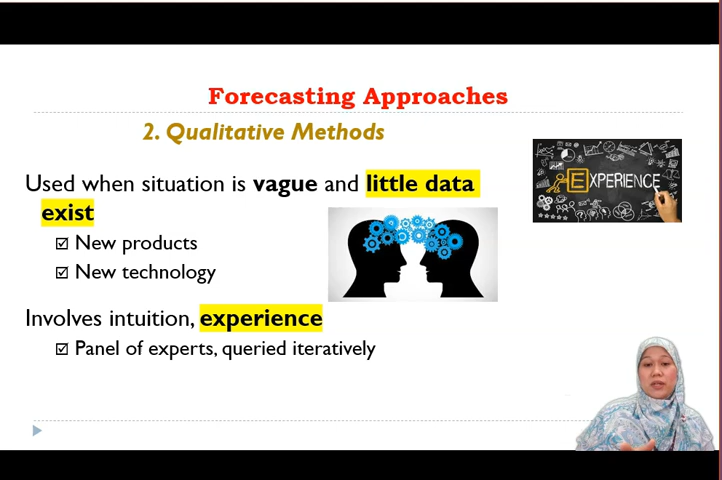 Forecasting Approaches
2. Qualitative Methods
Used when situation is vague and little data
exist
☑ New products
☑ New technology
Involves intuition, experience
☑ Panel of experts, queried iteratively
EXPERIENCE